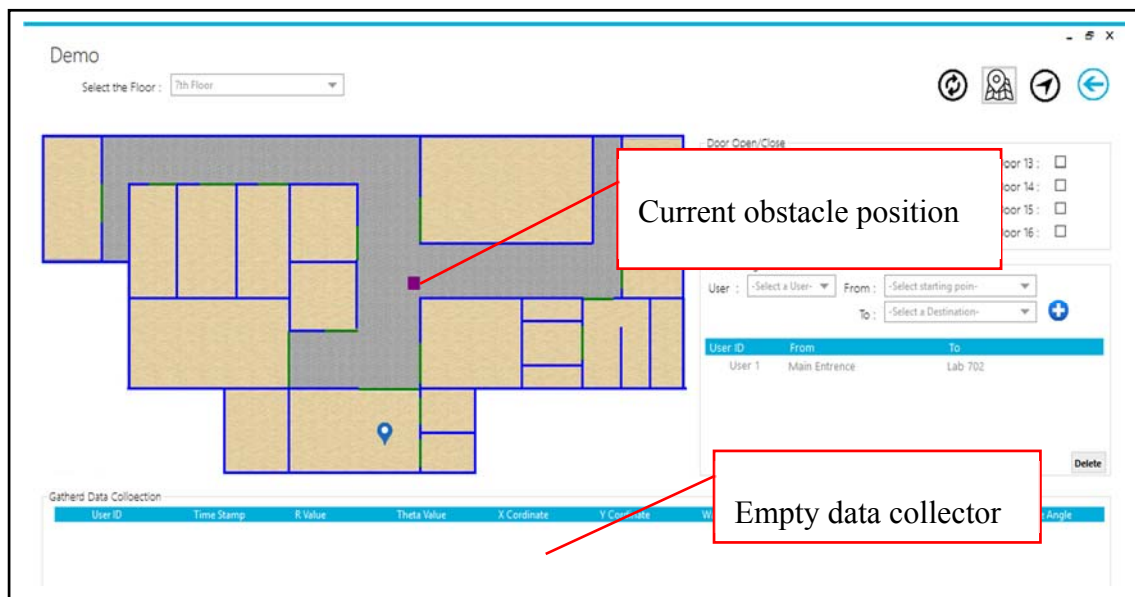 Demo
Select the Floor : 7th Floor
Door Open/Close
oor 13 :
oor 14 :
oor 15 :
oor 16 :
Current obstacle position
User : -Select a User- From : -Select starting poin-
To : -Select a Destination-
User ID From To
User 1 Main Entrence Lab 702
Delete
Gatherd Data Colloection
User ID Time Stamp R Value Theta Value X Cordinate Y Cordinate Angle
Empty data collector